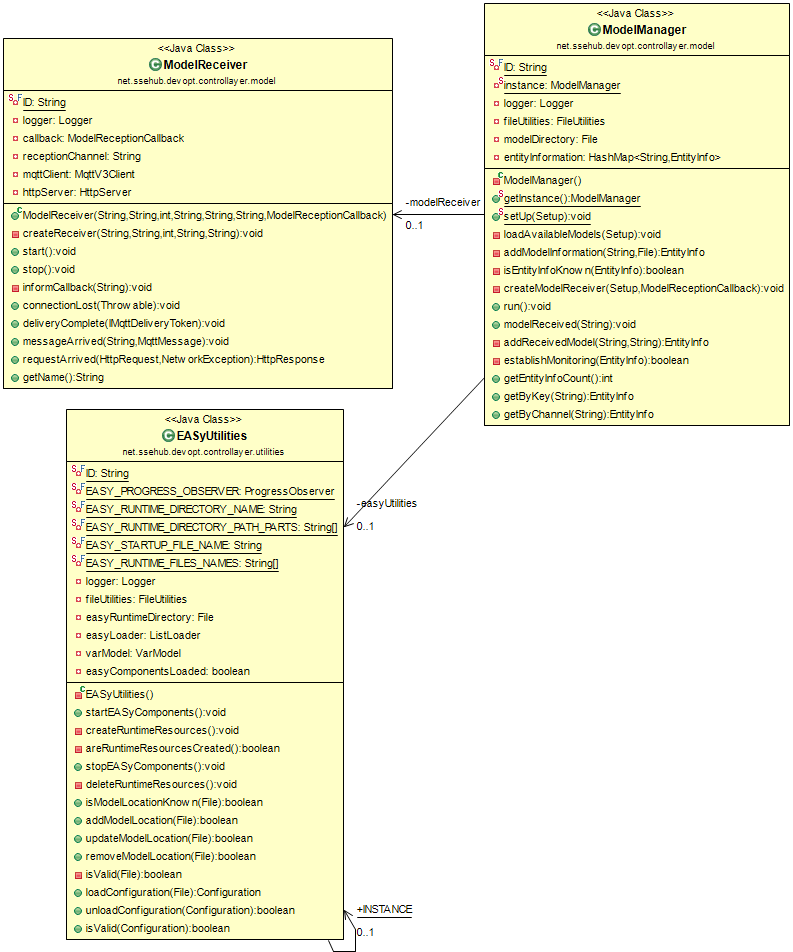 <<Java Class>>
ModelReceiver
net.ssehub.devopt.controllayer.model
ID: String
logger: Logger
callback: ModelReceptionCallback
receptionChannel: String
mqttClient: MqttV3Client
httpServer: HttpServer
ModelReceiver(String,String,int,String,String,String,ModelReceptionCallback)
createReceiver(String,String,int,String,String):void
start():void
stop():void
informCallback(String):void
connectionLost(Throwable):void
deliveryComplete(IMqttDeliveryToken):void
messageArrived(String,MqttMessage):void
requestArrived(HttpRequest,NetworkException):HttpResponse
getName():String
-modelReceiver
0..1
<<Java Class>>
ModelManager
net.ssehub.devopt.controllayer.model
ID: String
instance: ModelManager
logger: Logger
fileUtilities: FileUtilities
modelDirectory: File
entityInformation: HashMap<String,EntityInfo>
ModelManager()
getInstance():ModelManager
setUp(Setup):void
loadAvailableModels(Setup):void
addModelInformation(String,File):EntityInfo
isEntityInfoKnown(EntityInfo):boolean
createModelReceiver(Setup,ModelReceptionCallback):void
run():void
modelReceived(String):void
addReceivedModel(String,String):EntityInfo
establishMonitoring(EntityInfo):boolean
getEntityInfoCount():int
getByKey(String):EntityInfo
getByChannel(String):EntityInfo
<<Java Class>>
EASyUtilities
net.ssehub.devopt.controllayer.utilities
ID: String
EASY_PROGRESS_OBSERVER: ProgressObserver
EASY_RUNTIME_DIRECTORY_NAME: String
EASY_RUNTIME_DIRECTORY_PATH_PARTS: String[]
EASY_STARTUP_FILE_NAME: String
EASY_RUNTIME_FILES_NAMES: String[]
logger: Logger
fileUtilities: FileUtilities
easyRuntimeDirectory: File
easyLoader: ListLoader
varModel: VarModel
easyComponentsLoaded: boolean
EASyUtilities()
startEASyComponents():void
createRuntimeResources():void
areRuntimeResourcesCreated():boolean
stopEASyComponents():void
deleteRuntimeResources():void
isModelLocationKnown(File):boolean
addModelLocation(File):boolean
updateModelLocation(File):boolean
removeModelLocation(File):boolean
isValid(File):boolean
loadConfiguration(File):Configuration
unloadConfiguration(Configuration):boolean
isValid(Configuration):boolean
-easyUtilities
0..1
+INSTANCE
0..1